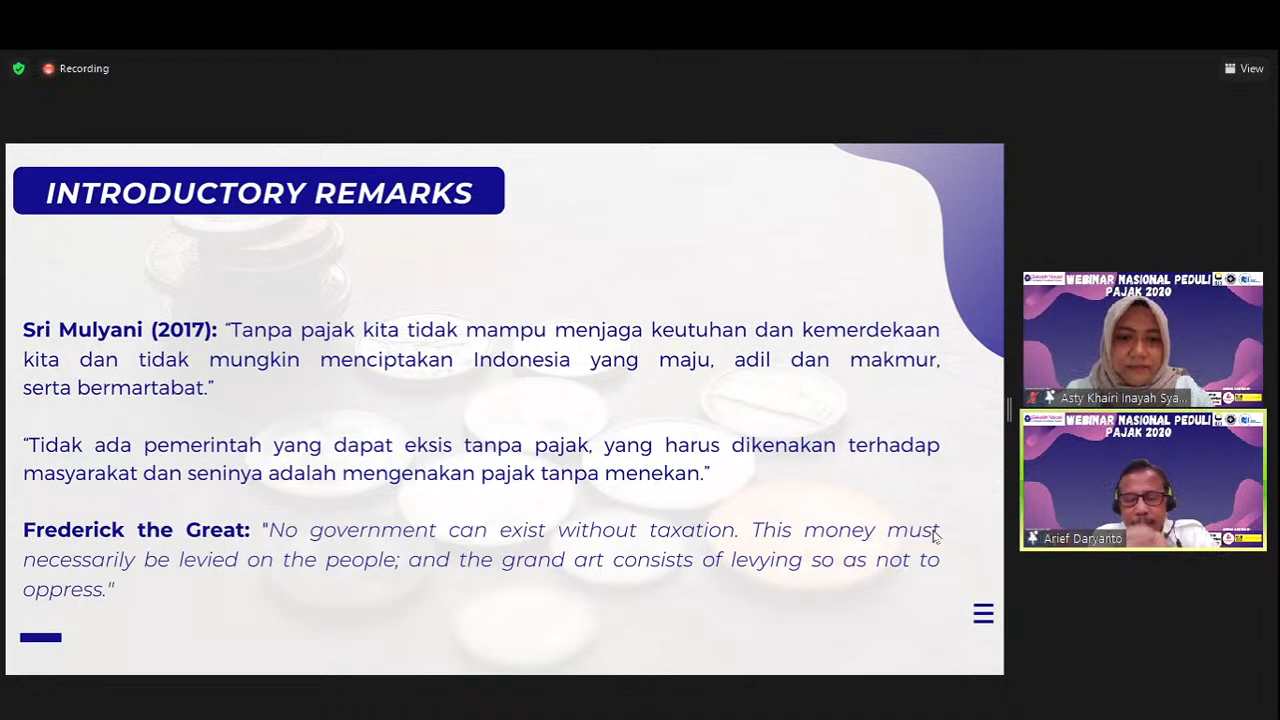 Recording
View
INTRODUCTORY REMARKS
Sri Mulyani (2017): “Tanpa pajak kita tidak mampu menjaga keutuhan dan kemerdekaan
kita dan tidak mungkin menciptakan Indonesia yang maju, adil dan makmur,
serta bermartabat.”
“Tidak ada pemerintah yang dapat eksis tanpa pajak, yang harus dikenakan terhadap
masyarakat dan seninya adalah mengenakan pajak tanpa menekan.”
Frederick the Great: "No government can exist without taxation. This money must
necessarily be levied on the people; and the grand art consists of levying so as not to
oppress."
WEBINAR NASIONAL PEDULI
PAJAK 2020
Asty Khairi Inayah Sya...
WEBINAR NASIONAL PEDULI
PAJAK 2020
Arief Daryanto